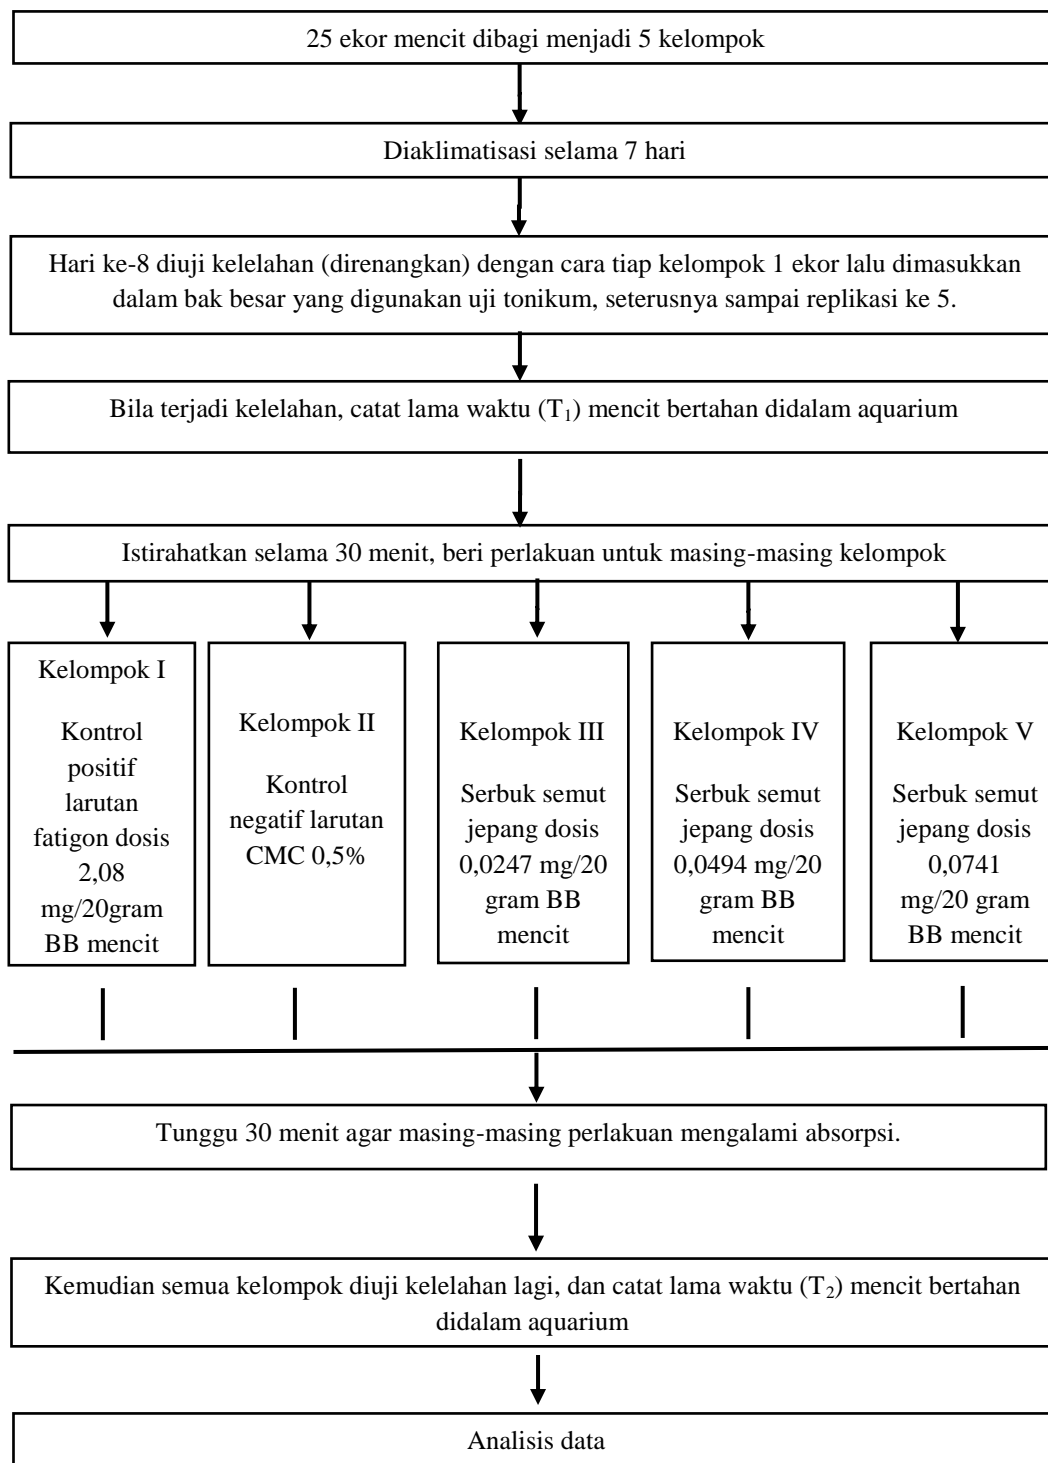 25 ekor mencit dibagi menjadi 5 kelompok
Diaklimatisasi selama 7 hari
Hari ke-8 diuji kelelahan (direnangkan) dengan cara tiap kelompok 1 ekor lalu dimasukkan
dalam bak besar yang digunakan uji tonikum, seterusnya sampai replikasi ke 5.
Bila terjadi kelelahan, catat lama waktu (T₁) mencit bertahan didalam aquarium
Istirahatkan selama 30 menit, beri perlakuan untuk masing-masing kelompok
Kelompok I
Kontrol
positif
larutan
fatigon dosis
2,08
mg/20gram
BB mencit
Kelompok II
Kontrol
negatif larutan
CMC 0,5%
Kelompok III
Serbuk semut
jepang dosis
0,0247 mg/20
gram BB
mencit
Kelompok IV
Serbuk semut
jepang dosis
0,0494 mg/20
gram BB
mencit
Kelompok V
Serbuk semut
jepang dosis
0,0741
mg/20 gram
BB mencit
Tunggu 30 menit agar masing-masing perlakuan mengalami absorpsi.
Kemudian semua kelompok diuji kelelahan lagi, dan catat lama waktu (T₂) mencit bertahan
didalam aquarium
Analisis data